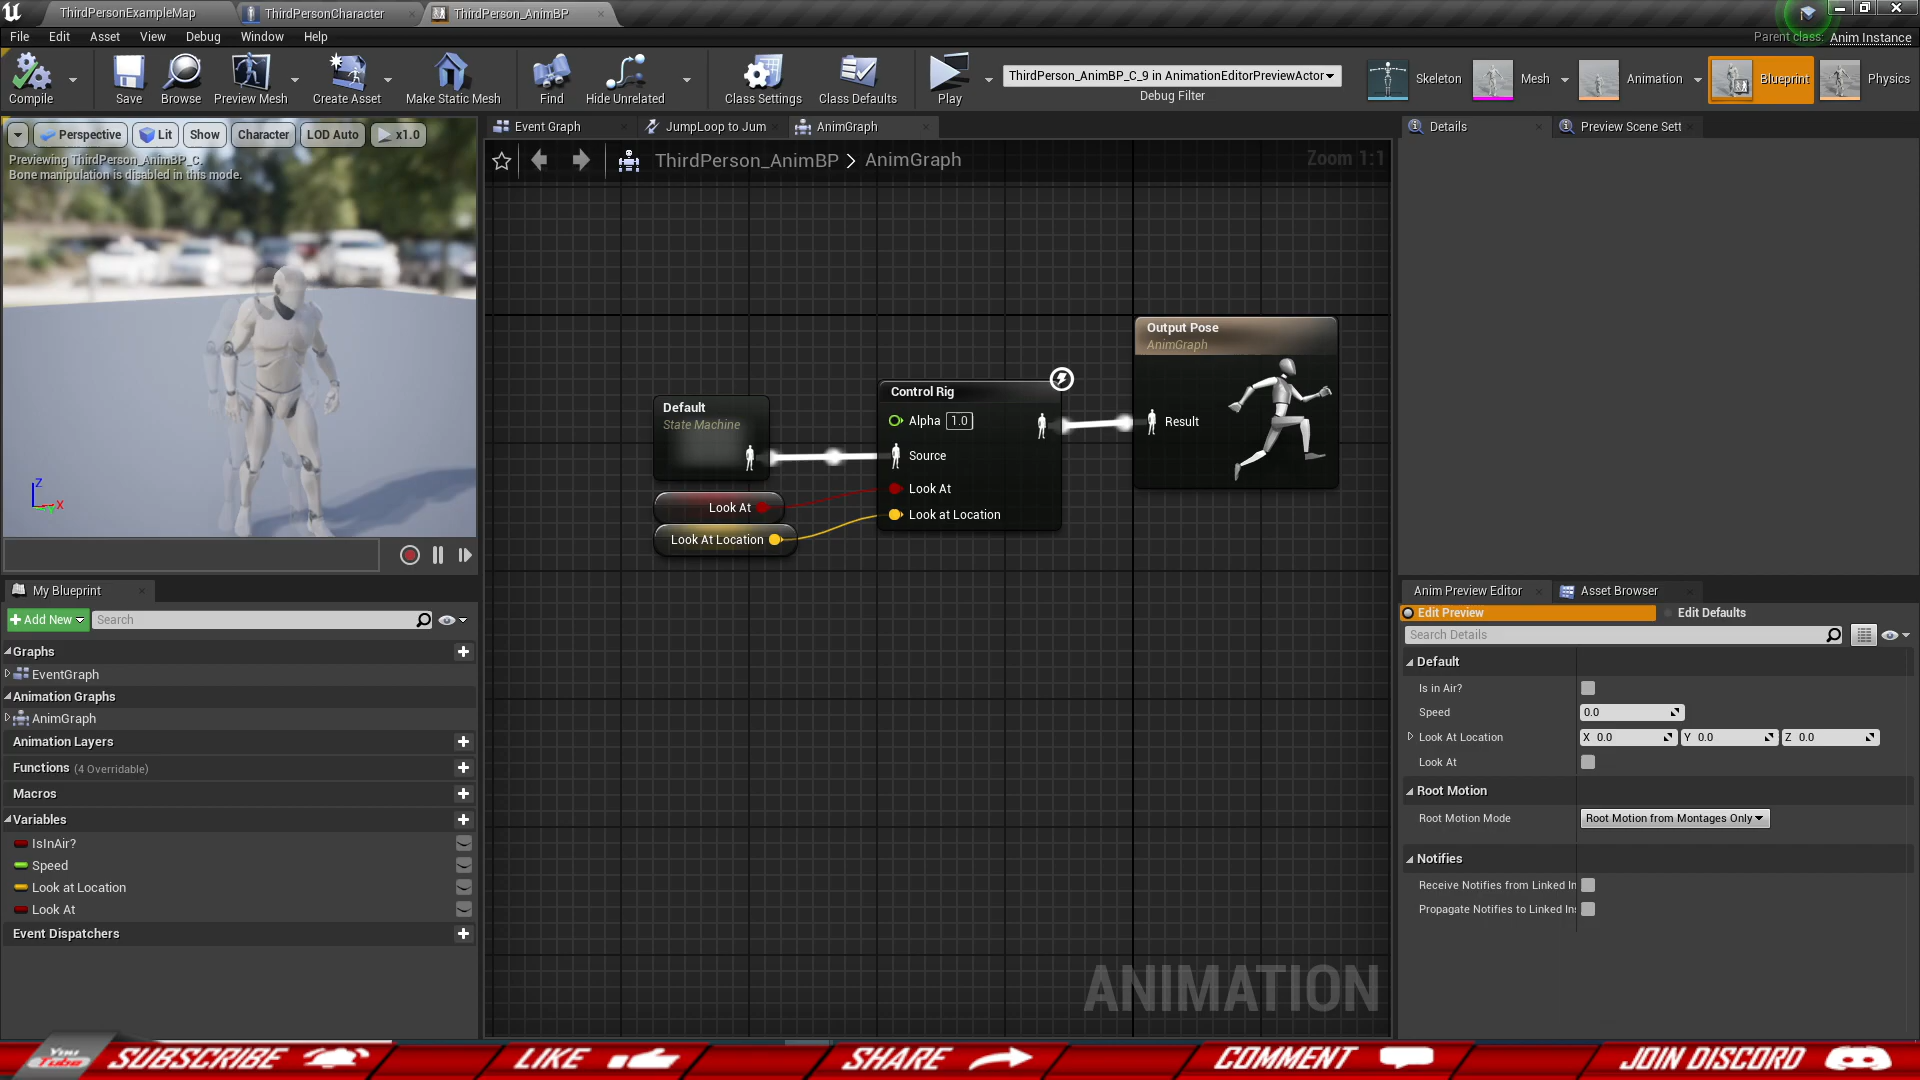 ThirdPersonExampleMap
ThirdPersonCharacter
ThirdPerson_AnimBP
File Edit Asset View Debug Window Help
Parent class: Anim Instance
Compile
Save
Browse
Preview Mesh
Create Asset
Make Static Mesh
Find
Hide Unrelated
Class Settings
Class Defaults
Play
ThirdPerson_AnimBP_C_9 in AnimationEditorPreviewActor
Debug Filter
Skeleton
Mesh
Animation
Blueprint
Physics
Perspective Lit Show Character LOD Auto x1.0
Previewing ThirdPerson_AnimBP_C.
Bone manipulation is disabled in this mode.
Z
X
Event Graph
JumpLoop to Jum
AnimGraph
ThirdPerson_AnimBP > AnimGraph
Zoom 1:1
Default
State Machine
Look At
Look At Location
Control Rig
Alpha 1.0
Source
Look At
Look at Location
Output Pose
AnimGraph
Result
ANIMATION
My Blueprint
Add New
Search
Graphs
EventGraph
Animation Graphs
AnimGraph
Animation Layers
Functions (4 Overridable)
Macros
Variables
IsInAir?
Speed
Look at Location
Look At
Event Dispatchers
Details
Preview Scene Sett
Anim Preview Editor
Asset Browser
Edit Preview
Edit Defaults
Search Details
Default
Is in Air?
Speed 0.0
Look At Location X 0.0 Y 0.0 Z 0.0
Look At
Root Motion
Root Motion Mode Root Motion from Montages Only
Notifies
Receive Notifies from Linked In
Propagate Notifies to Linked Ins
You Tube
SUBSCRIBE
LIKE
SHARE
COMMENT
JOIN DISCORD